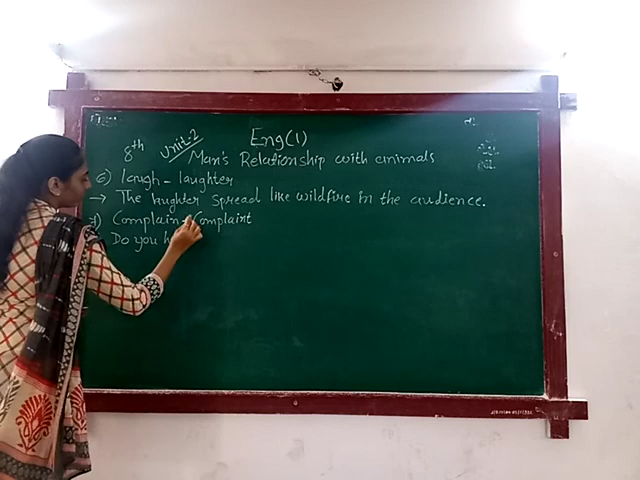 Eng(1)
8th Unit-2
Man's Relationship with animals
6) laugh - laughter
→ The laughter spread like wildfire in the audience.
7) Complain - Complaint
Do you h